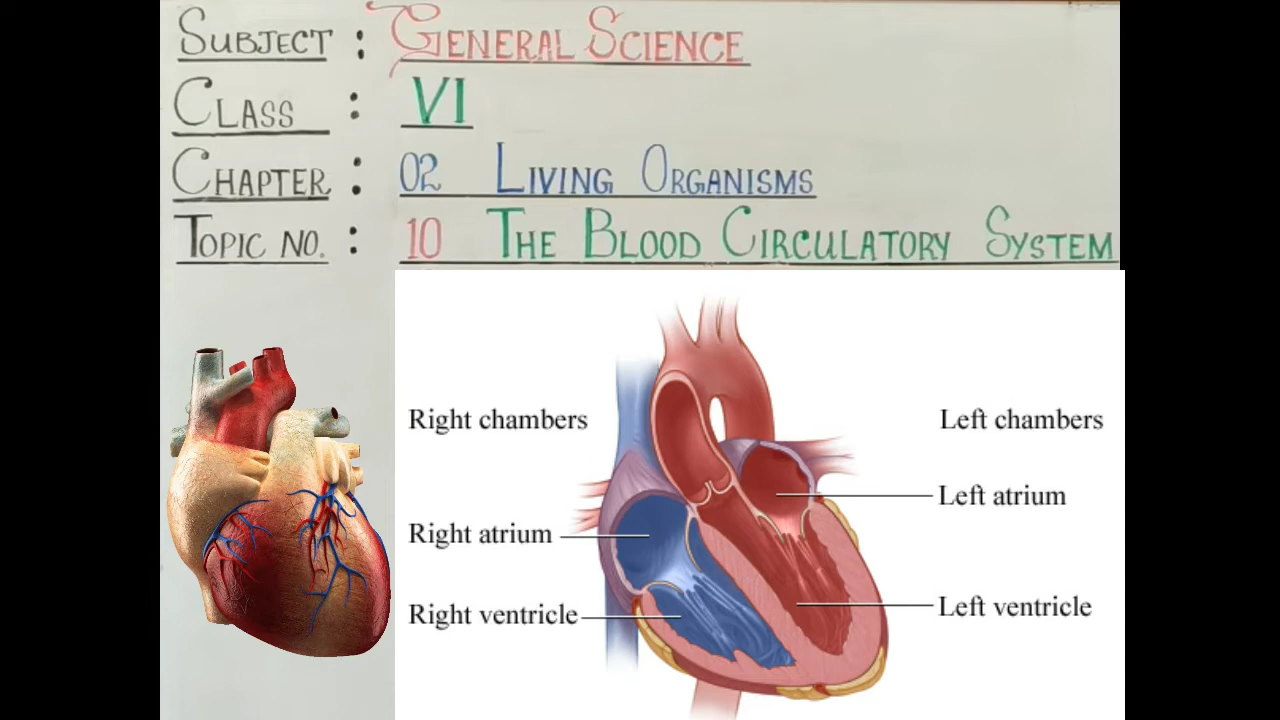 SUBJECT : GENERAL SCIENCE
CLASS : VI
CHAPTER : 02 LIVING ORGANISMS
TOPIC NO. : 10 THE BLOOD CIRCULATORY SYSTEM
Right chambers
Left chambers
Left atrium
Right atrium
Left ventricle
Right ventricle